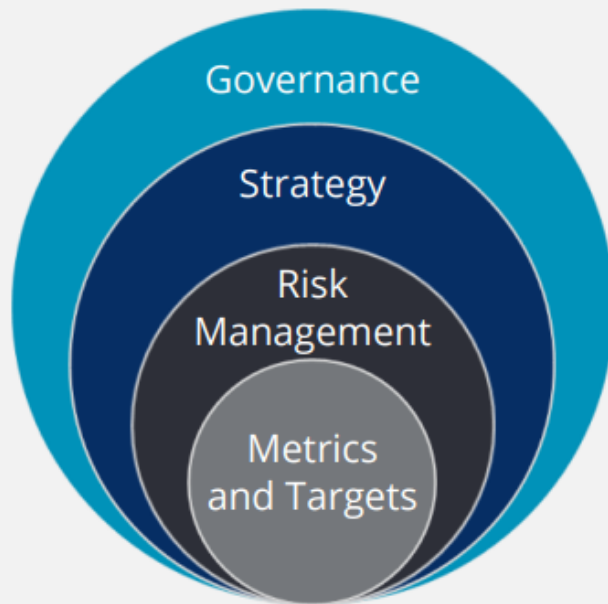 Governance
Strategy
Risk
Management
Metrics
and Targets